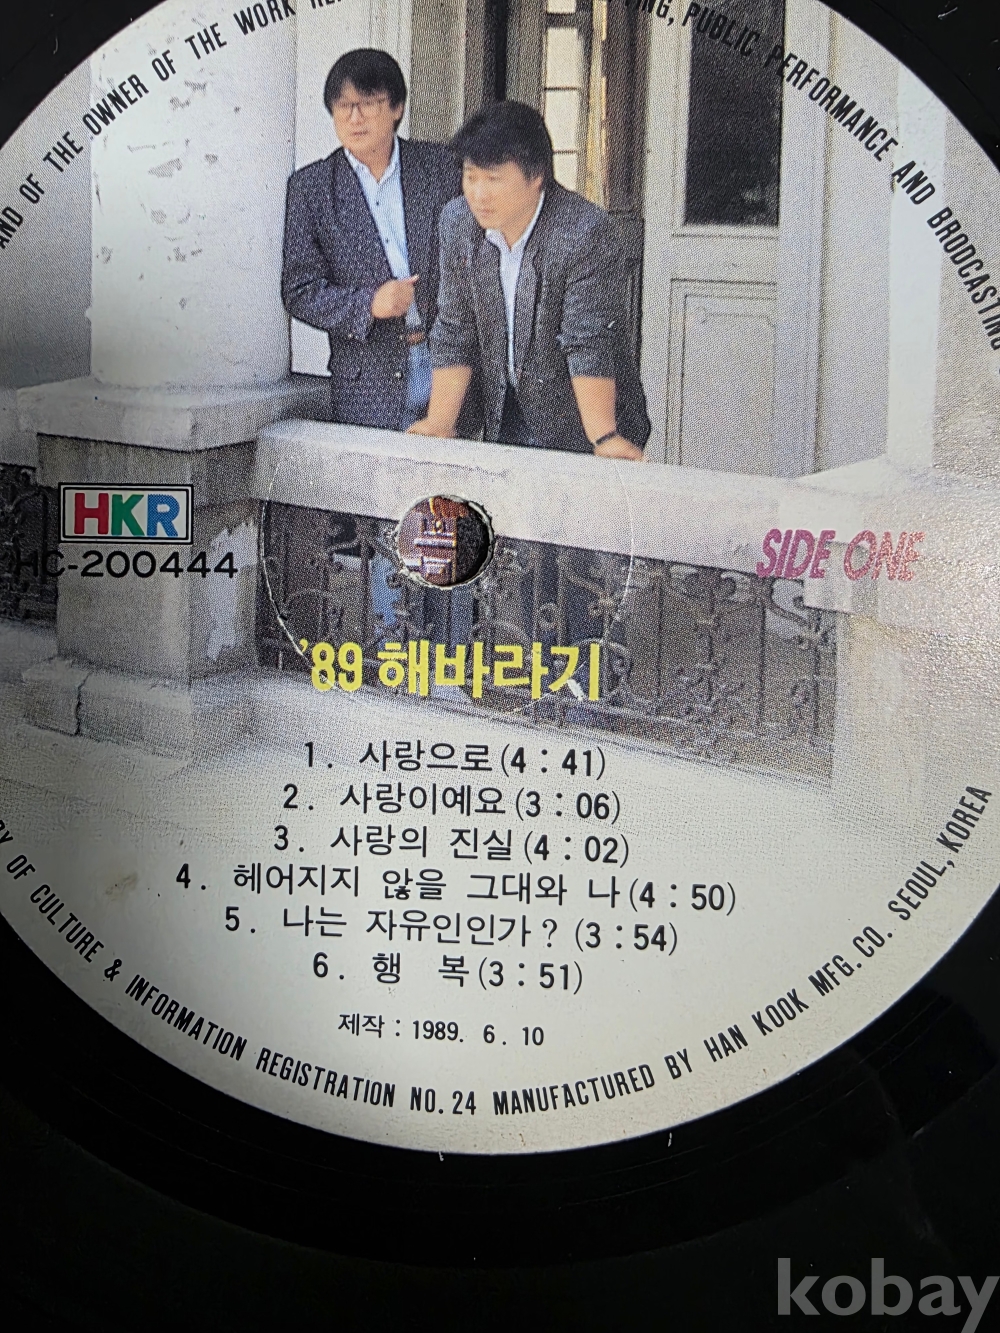 AND OF THE OWNER OF THE WORK
PUBLIC PERFORMANCE AND BRODCASTING
HKR
HC-200444
SIDE ONE
'89 해바라기
1. 사랑으로 (4 : 41)
2. 사랑이예요 (3 : 06)
3. 사랑의 진실 (4 : 02)
4. 헤어지지 않을 그대와 나 (4 : 50)
5. 나는 자유인인가? (3 : 54)
6. 행 복 (3 : 51)
제작 : 1989. 6. 10
OF CULTURE & INFORMATION REGISTRATION NO. 24 MANUFACTURED BY HAN KOOK MFG. CO. SEOUL, KOREA
kobay